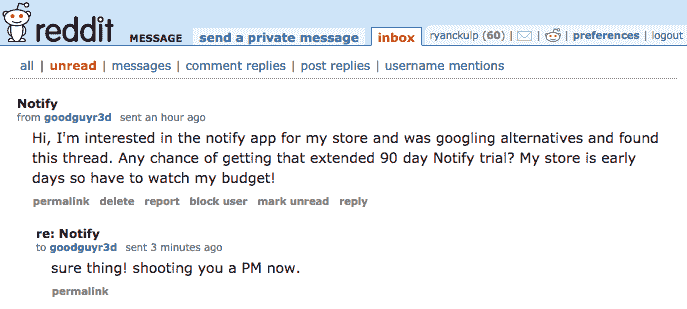 reddit MESSAGE send a private message inbox ryanckulp (60) | | | preferences | logout
all | unread | messages | comment replies | post replies | username mentions
Notify
from goodguyr3d sent an hour ago
Hi, I'm interested in the notify app for my store and was googling alternatives and found
this thread. Any chance of getting that extended 90 day Notify trial? My store is early
days so have to watch my budget!
permalink delete report block user mark unread reply
re: Notify
to goodguyr3d sent 3 minutes ago
sure thing! shooting you a PM now.
permalink